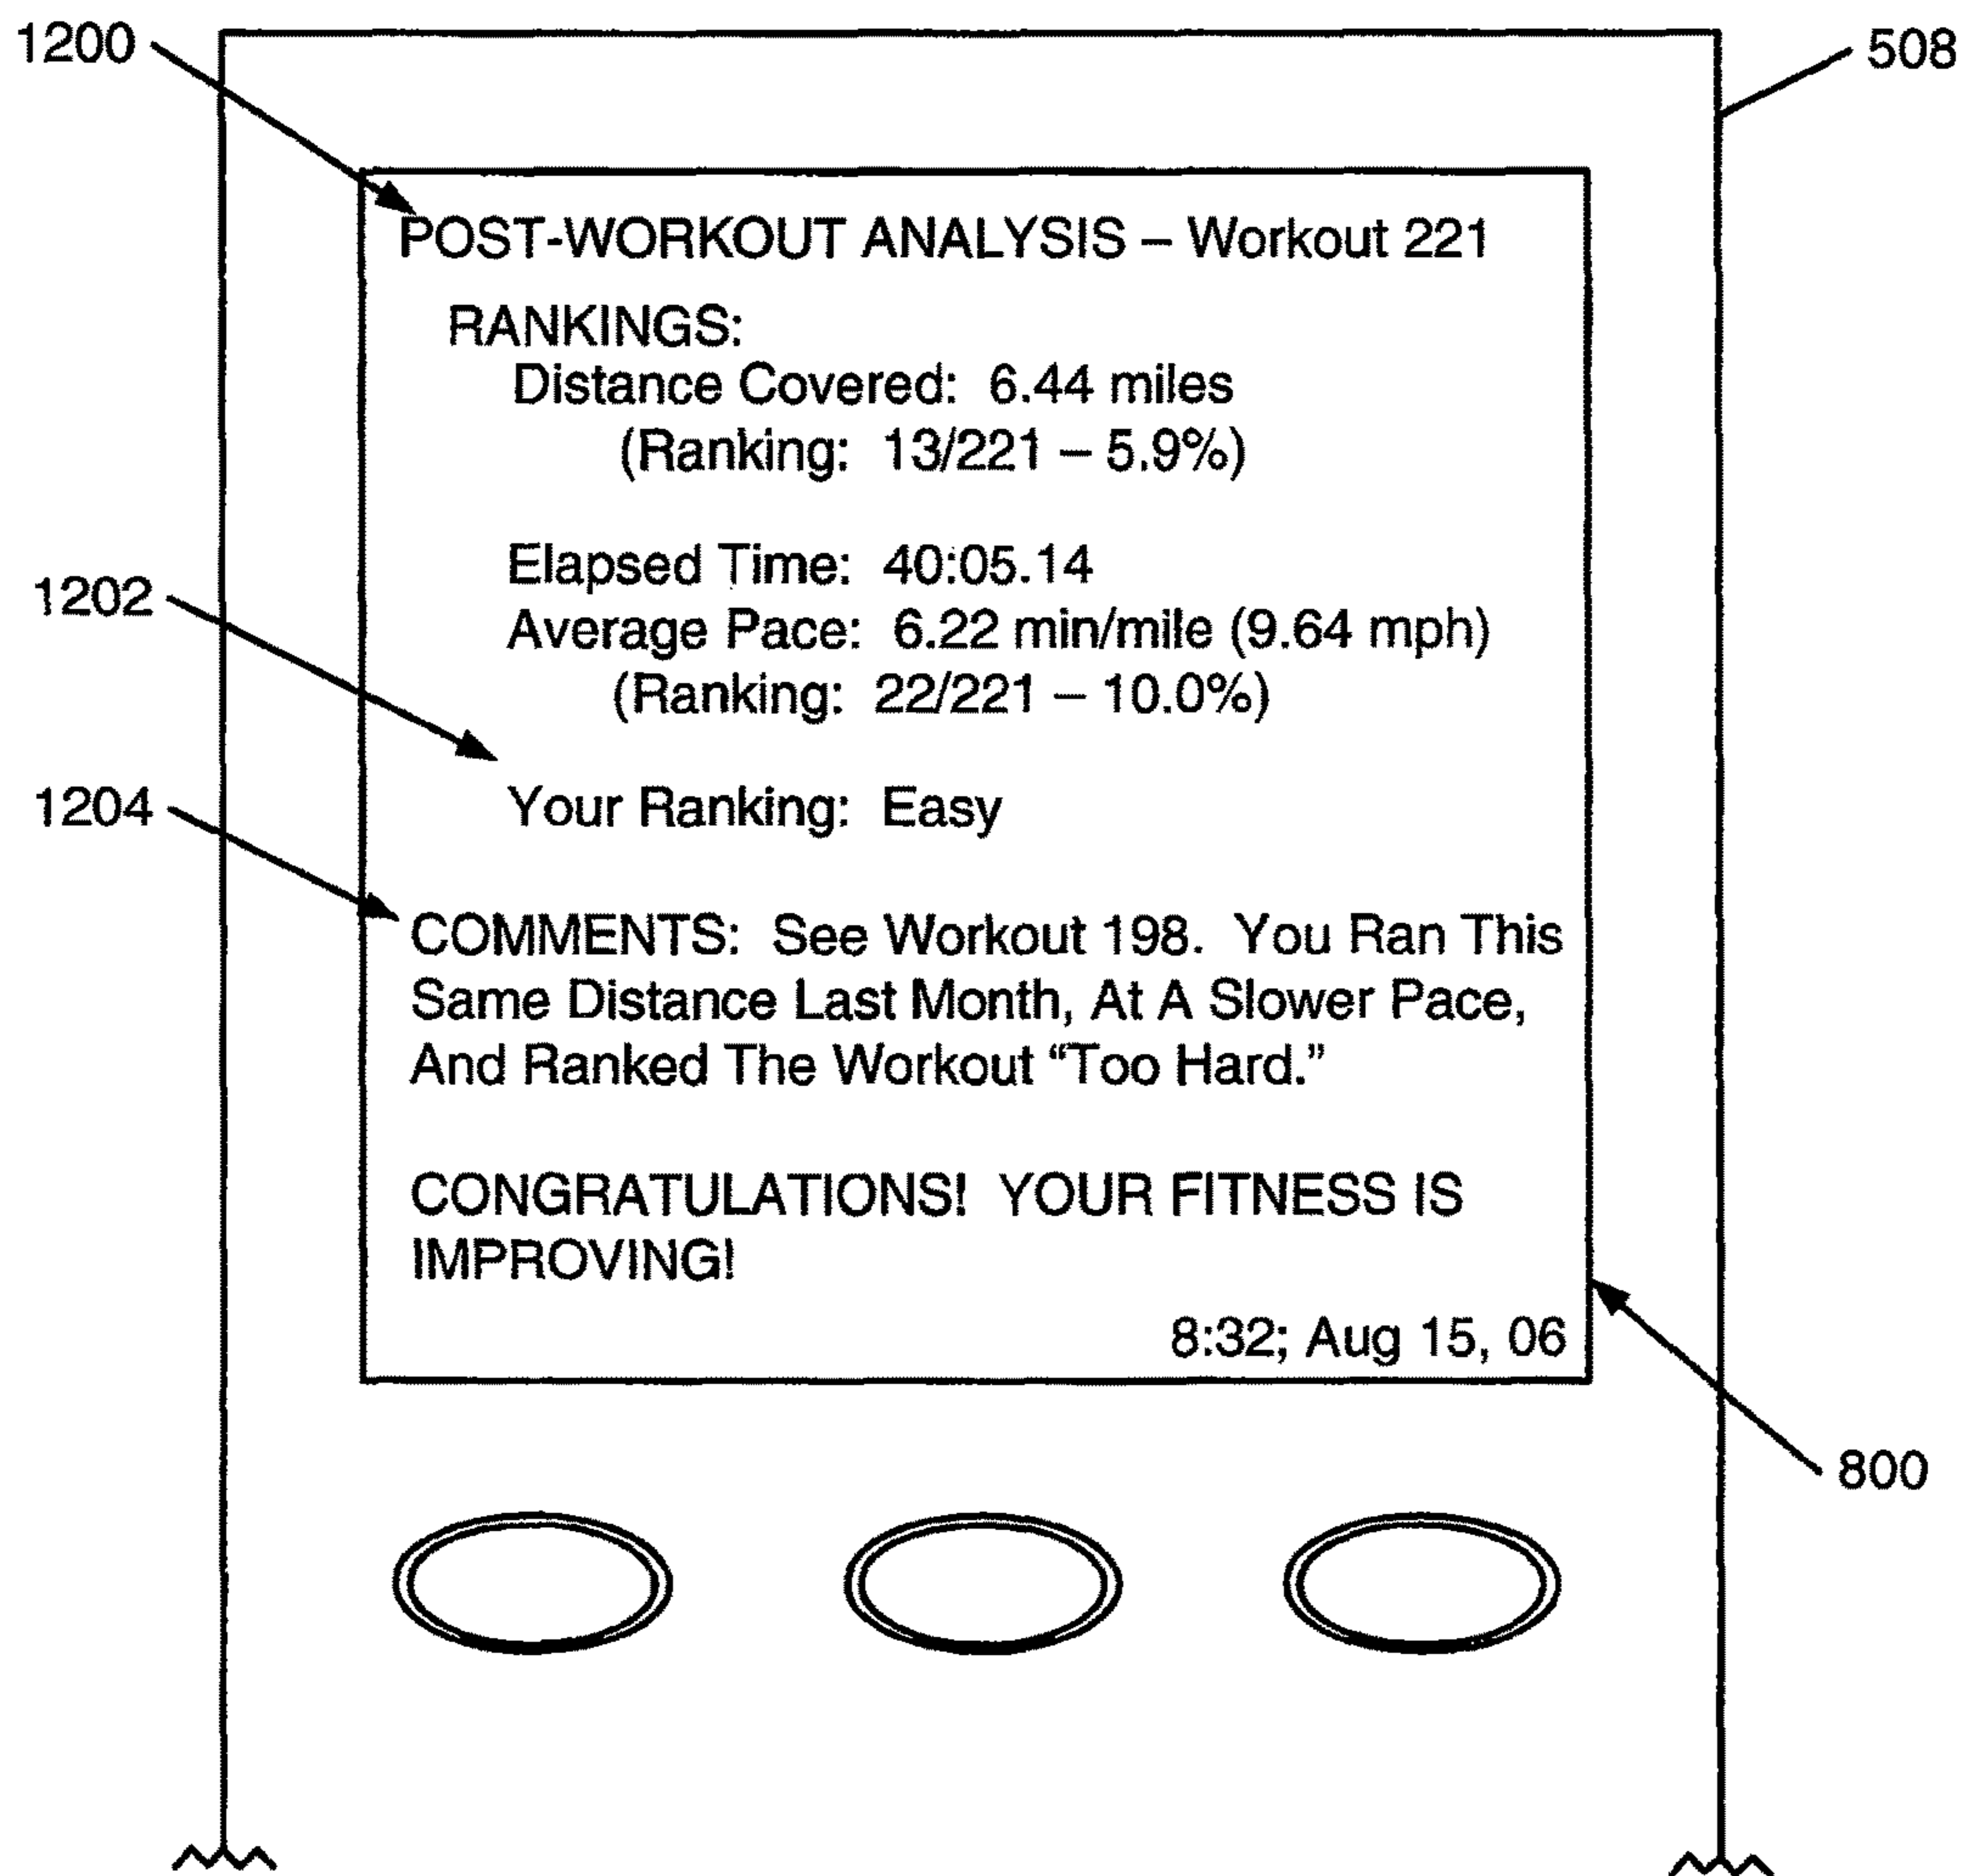 1200
508
POST-WORKOUT ANALYSIS – Workout 221
RANKINGS:
Distance Covered: 6.44 miles
(Ranking: 13/221 – 5.9%)
Elapsed Time: 40:05.14
1202
Average Pace: 6.22 min/mile (9.64 mph)
(Ranking: 22/221 – 10.0%)
Your Ranking: Easy
1204
COMMENTS: See Workout 198. You Ran This
Same Distance Last Month, At A Slower Pace,
And Ranked The Workout “Too Hard.”
CONGRATULATIONS! YOUR FITNESS IS
IMPROVING!
8:32; Aug 15, 06
800